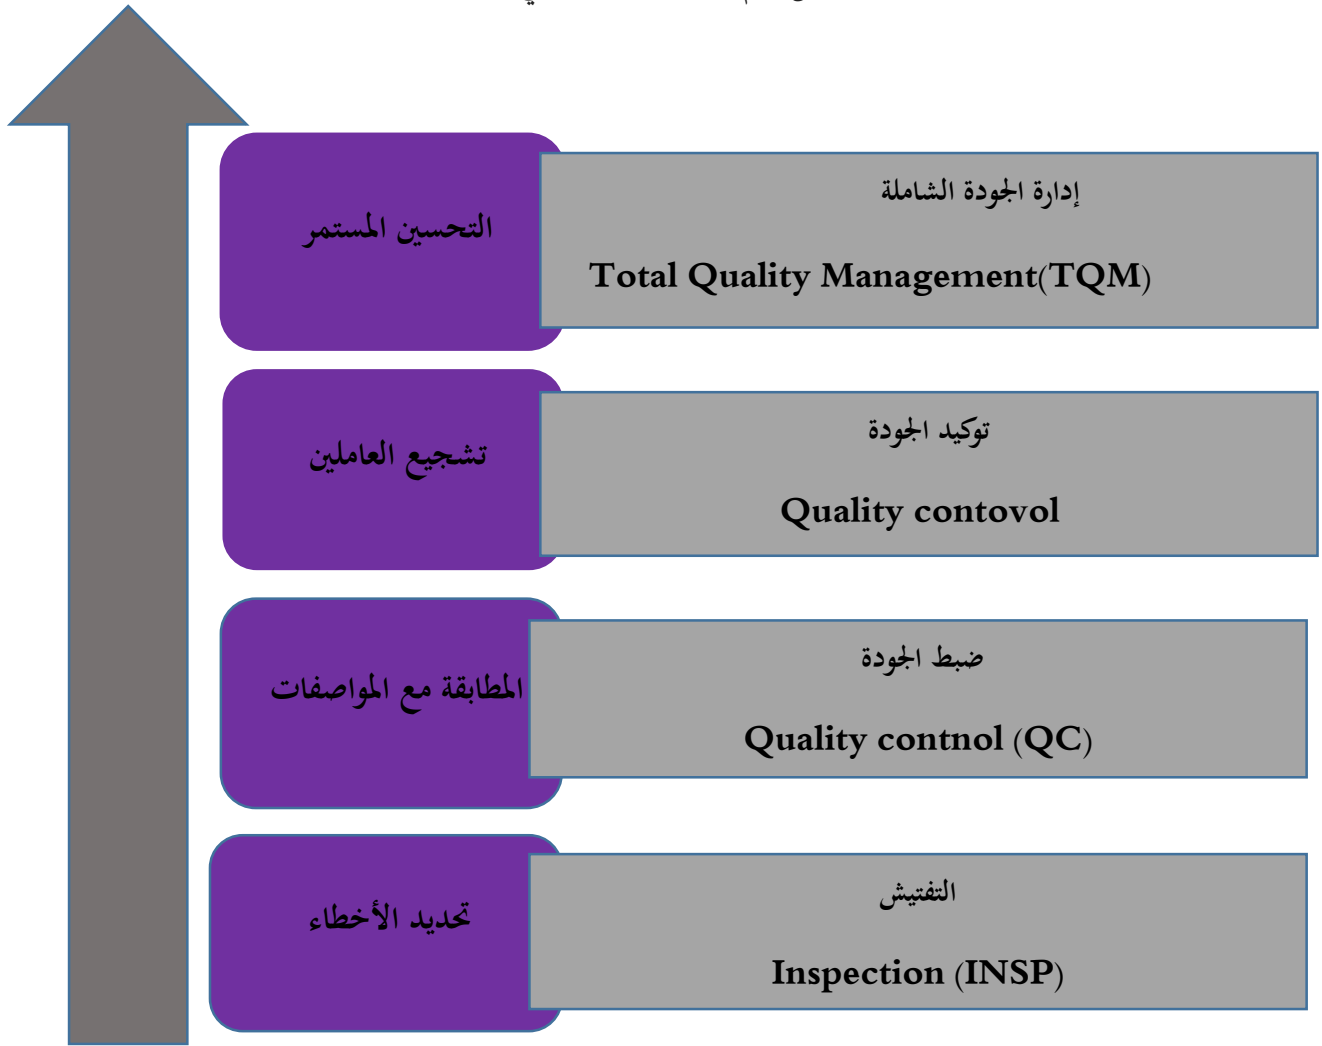 التحسين المستمر
إدارة الجودة الشاملة
Total Quality Management(TQM)
تشجيع العاملين
توكيد الجودة
Quality contovol
المطابقة مع المواصفات
ضبط الجودة
Quality contnol (QC)
تحديد الأخطاء
التفتيش
Inspection (INSP)